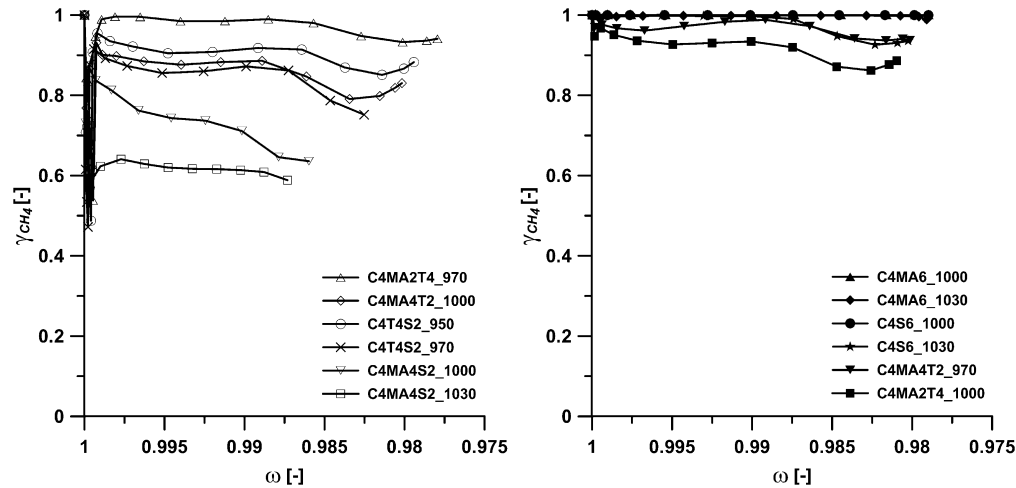 1
0.8
0.6
0.4
0.2
0
γCH4 [-]
C4MA2T4_970
C4MA4T2_1000
C4T4S2_950
C4T4S2_970
C4MA4S2_1000
C4MA4S2_1030
1 0.995 0.99 0.985 0.98 0.975
ω [-]
1
0.8
0.6
0.4
0.2
0
γCH4 [-]
C4MA6_1000
C4MA6_1030
C4S6_1000
C4S6_1030
C4MA4T2_970
C4MA2T4_1000
1 0.995 0.99 0.985 0.98 0.975
ω [-]